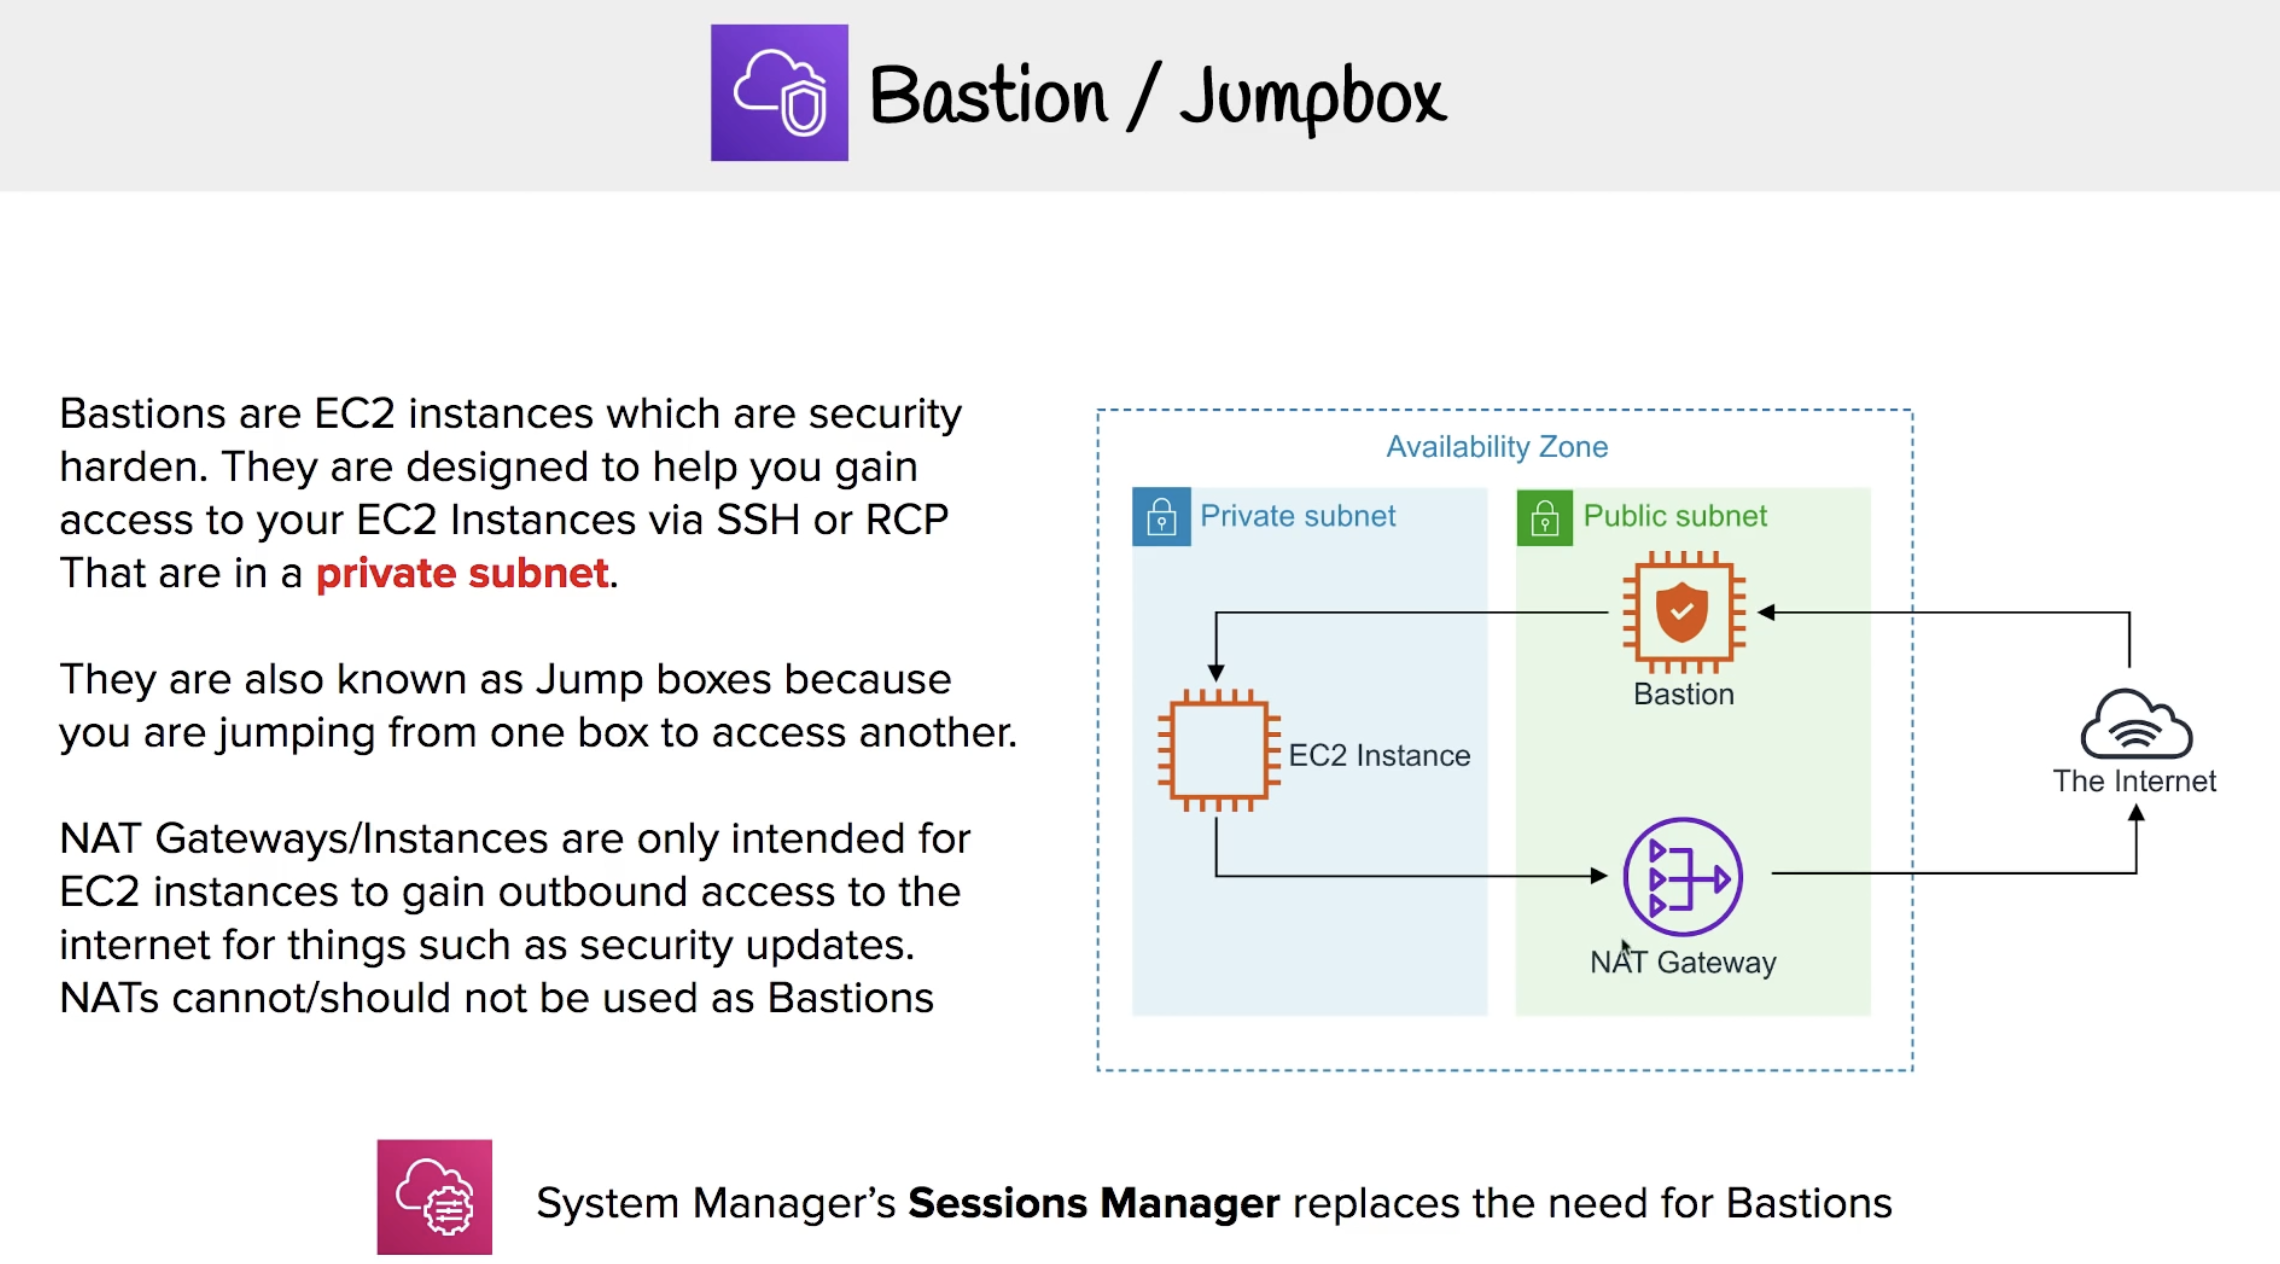 Bastion / Jumpbox
Bastions are EC2 instances which are security
harden. They are designed to help you gain
access to your EC2 Instances via SSH or RCP
That are in a private subnet.
They are also known as Jump boxes because
you are jumping from one box to access another.
NAT Gateways/Instances are only intended for
EC2 instances to gain outbound access to the
internet for things such as security updates.
NATs cannot/should not be used as Bastions
Availability Zone
Private subnet
Public subnet
Bastion
EC2 Instance
The Internet
NAT Gateway
System Manager’s Sessions Manager replaces the need for Bastions